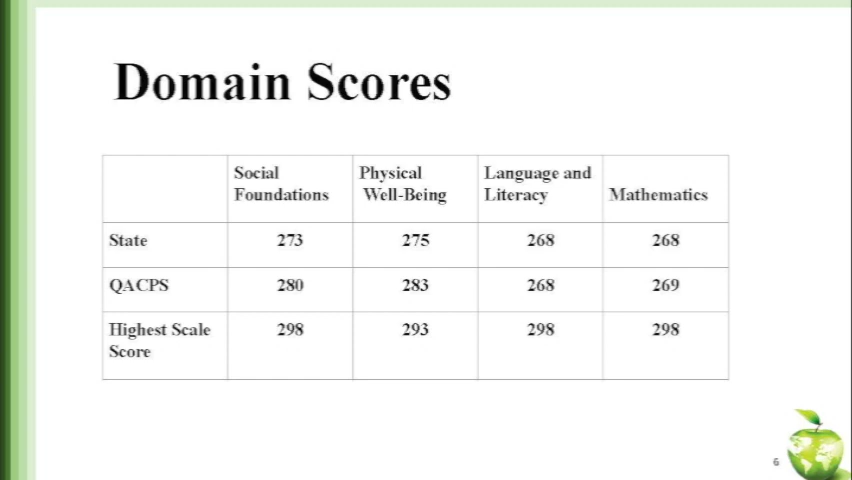 Domain Scores
Social Foundations | Physical Well-Being | Language and Literacy | Mathematics
State 273 275 268 268
QACPS 280 283 268 269
Highest Scale Score 298 293 298 298
6